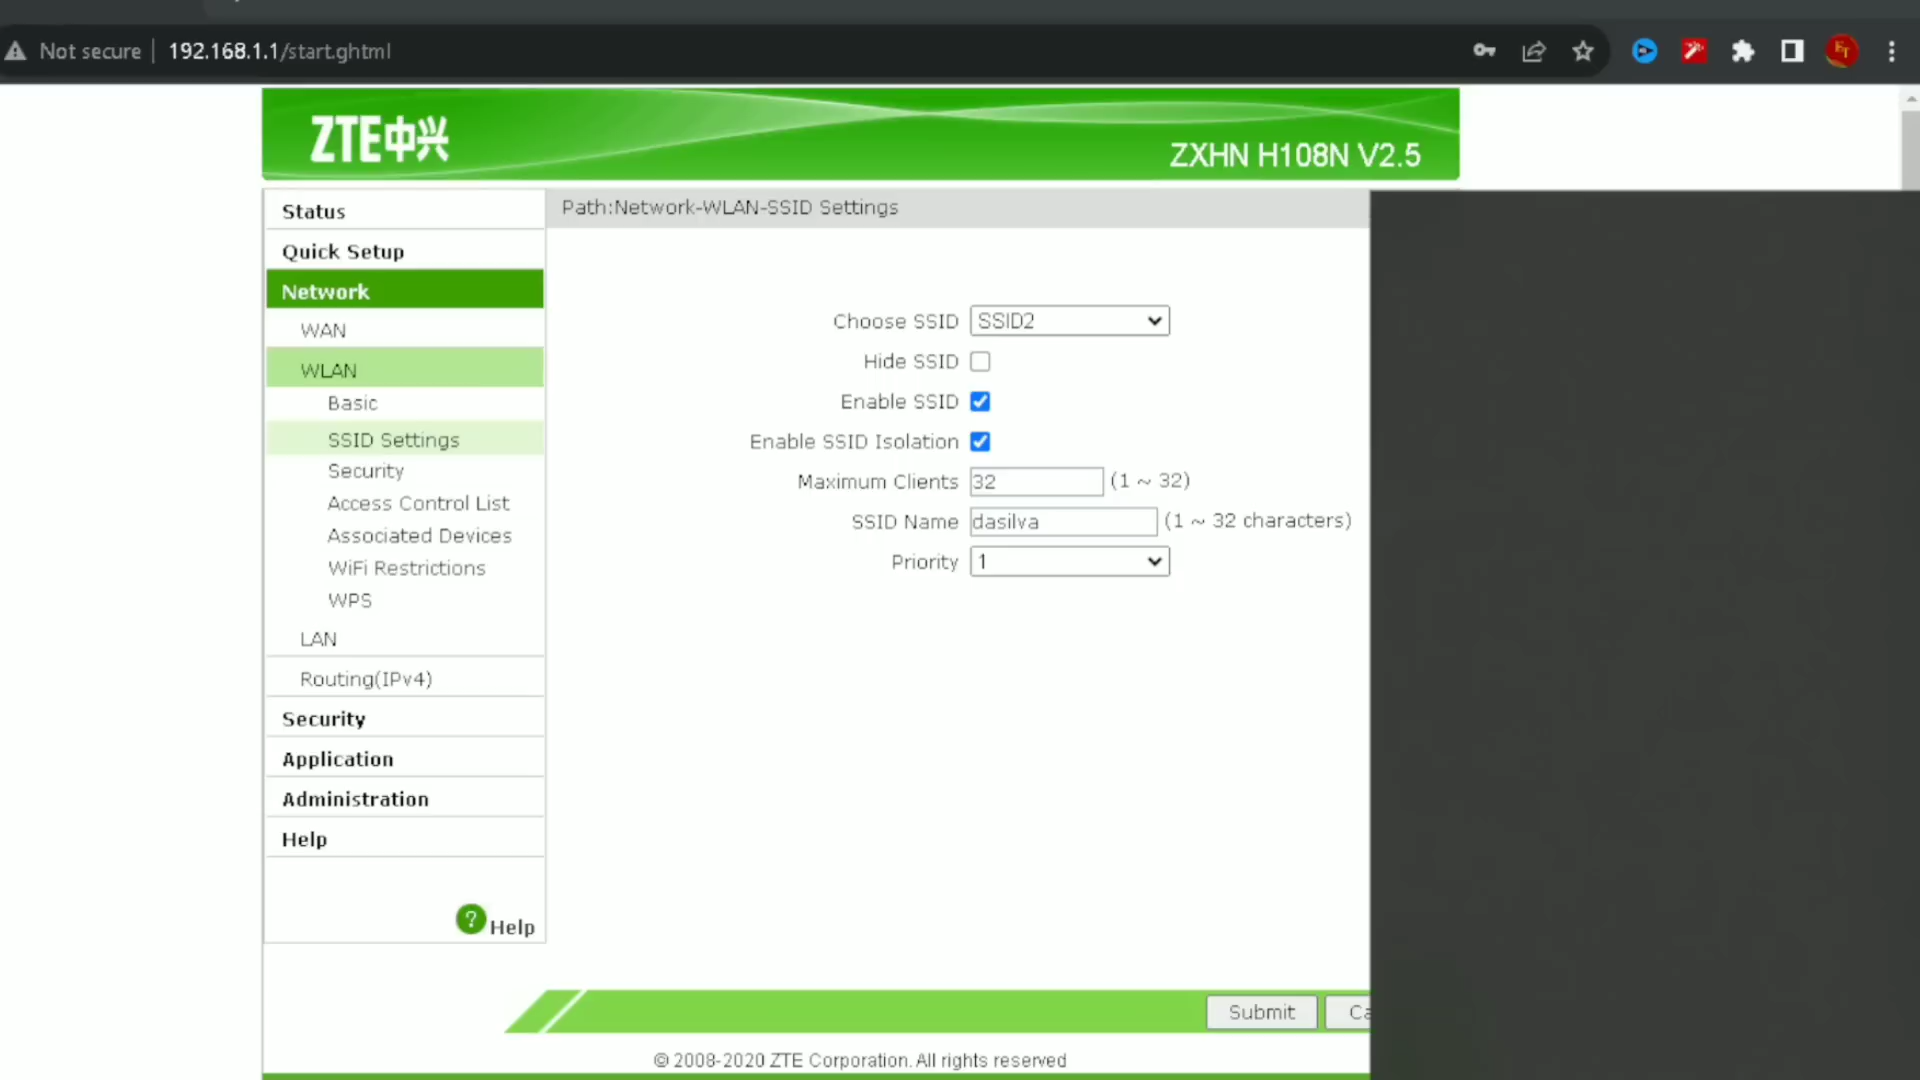 Not secure | 192.168.1.1/start.ghtml
ET
ZTE中兴
ZXHN H108N V2.5
Path:Network-WLAN-SSID Settings
Status
Quick Setup
Network
WAN
WLAN
Basic
SSID Settings
Security
Access Control List
Associated Devices
WiFi Restrictions
WPS
LAN
Routing(IPv4)
Security
Application
Administration
Help
? Help
Choose SSID SSID2
Hide SSID
Enable SSID
Enable SSID Isolation
Maximum Clients 32 (1 ~ 32)
SSID Name dasilva (1 ~ 32 characters)
Priority 1
Submit Ca
© 2008-2020 ZTE Corporation. All rights reserved